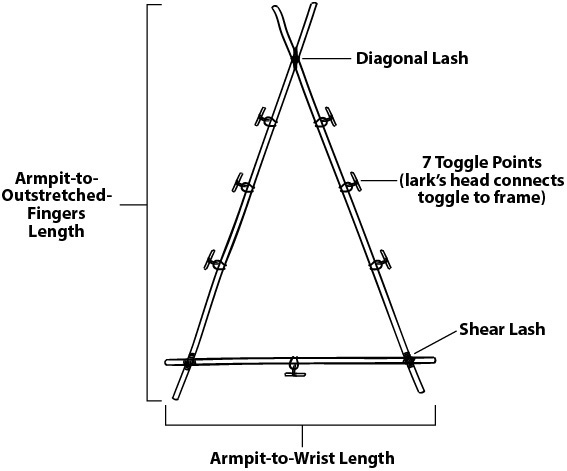 Diagonal Lash
7 Toggle Points
(lark's head connects
toggle to frame)
Armpit-to-
Outstretched-
Fingers
Length
Shear Lash
Armpit-to-Wrist Length